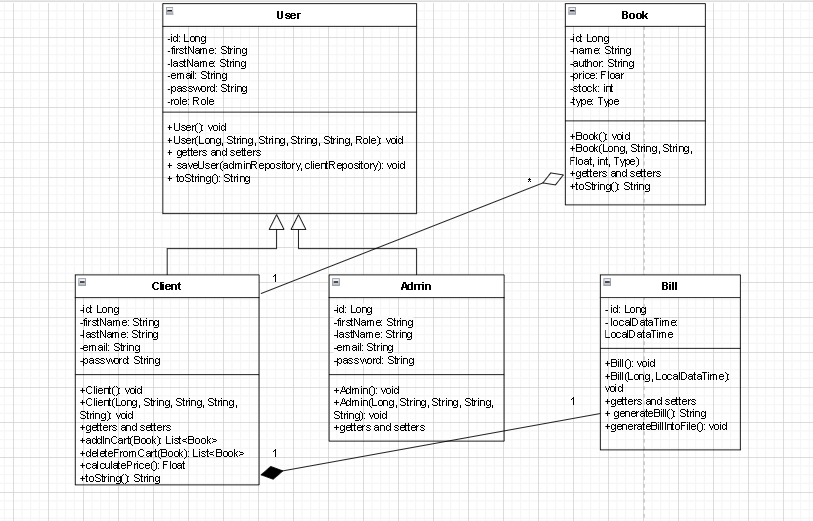 User
-id: Long
-firstName: String
-lastName: String
-email: String
-password: String
-role: Role
+User(): void
+User(Long, String, String, String, String, Role): void
+ getters and setters
+ saveUser(adminRepository, clientRepository): void
+ toString(): String
Book
-id: Long
-name: String
-author: String
-price: Floar
-stock: int
-type: Type
+Book(): void
+Book(Long, String, String,
Float, int, Type)
+getters and setters
+toString(): String
*
1
Client
-id: Long
-firstName: String
-lastName: String
-email: String
-password: String
+Client(): void
+Client(Long, String, String, String,
String): void
+getters and setters
+addInCart(Book): List<Book>
+deleteFromCart(Book): List<Book>
+calculatePrice(): Float
+toString(): String
Admin
-id: Long
-firstName: String
-lastName: String
-email: String
-password: String
+Admin(): void
+Admin(Long, String, String, String,
String): void
+getters and setters
Bill
- id: Long
- localDataTime:
LocalDataTime
+Bill(): void
+Bill(Long, LocalDataTime):
void
+getters and setters
+ generateBill(): String
+generateBillIntoFile(): void
1
1